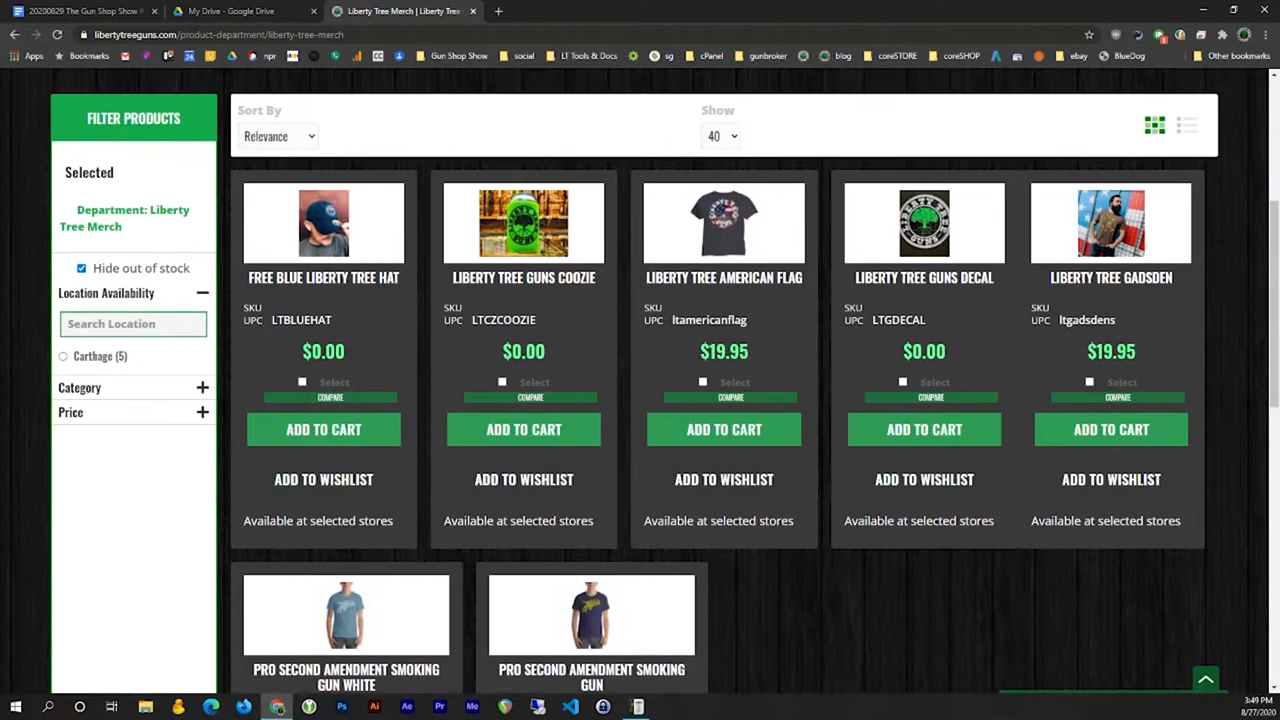 20200829 The Gun Shop Show
My Drive - Google Drive
Liberty Tree Merch | Liberty Tree
libertytreeguns.com/product-department/liberty-tree-merch
Apps
Bookmarks
npr
Gun Shop Show
social
LT Tools & Docs
sg
cPanel
gunbroker
blog
coreSTORE
coreSHOP
ebay
BlueDog
Other bookmarks
FILTER PRODUCTS
Selected
Department: Liberty
Tree Merch
Hide out of stock
Location Availability
Search Location
Carthage (5)
Category
Price
Sort By
Relevance
Show
40
FREE BLUE LIBERTY TREE HAT
SKU
UPC LTBLUEHAT
$0.00
Select
COMPARE
ADD TO CART
ADD TO WISHLIST
Available at selected stores
LIBERTY TREE GUNS COOZIE
SKU
UPC LTCZCOOZIE
$0.00
Select
COMPARE
ADD TO CART
ADD TO WISHLIST
Available at selected stores
LIBERTY TREE AMERICAN FLAG
SKU
UPC ltamericanflag
$19.95
Select
COMPARE
ADD TO CART
ADD TO WISHLIST
Available at selected stores
LIBERTY TREE
GUNS
LIBERTY TREE GUNS DECAL
SKU
UPC LTGDECAL
$0.00
Select
COMPARE
ADD TO CART
ADD TO WISHLIST
Available at selected stores
LIBERTY TREE GADSDEN
SKU
UPC ltgadsdens
$19.95
Select
COMPARE
ADD TO CART
ADD TO WISHLIST
Available at selected stores
PRO SECOND AMENDMENT SMOKING
GUN WHITE
PRO SECOND AMENDMENT SMOKING
GUN
3:49 PM
8/27/2020